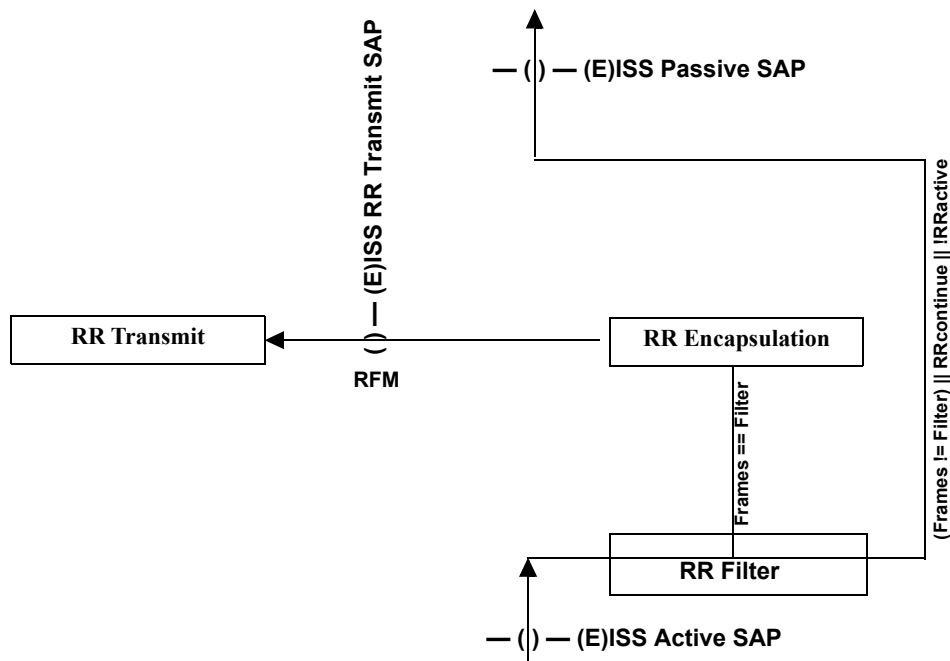 — () — (E)ISS RR Transmit SAP
— () — (E)ISS Passive SAP
RR Transmit
RFM
RR Encapsulation
Frames == Filter
(Frames != Filter) || RRcontinue || !RRactive
RR Filter
— () — (E)ISS Active SAP